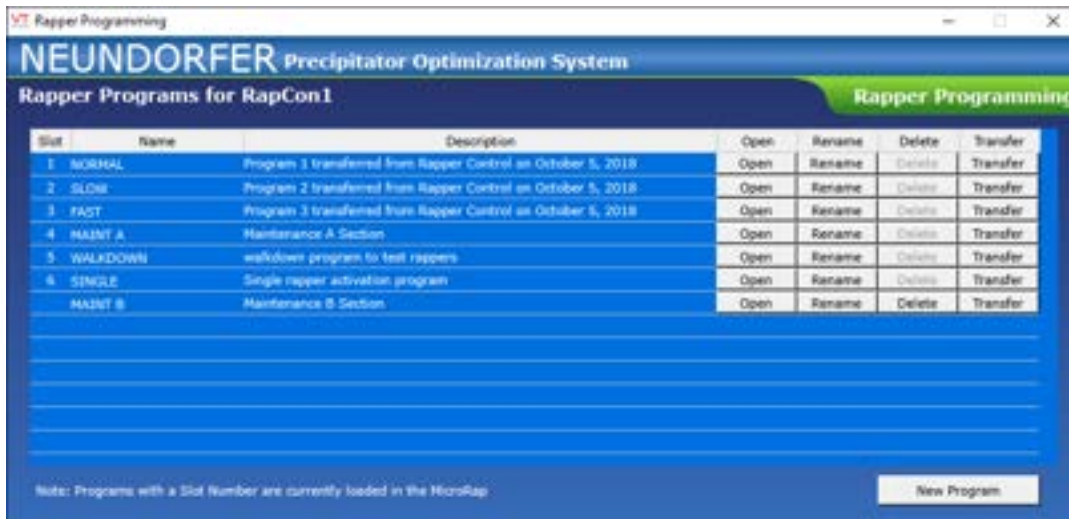 Rapper Programming
NEUNDORFER Precipitator Optimization System
Rapper Programs for RapCon1 Rapper Programming
Slot Name Description Open Rename Delete Transfer
1 NORMAL Program 1 transferred from Rapper Control on October 5, 2018 Open Rename Delete Transfer
2 SLOW Program 2 transferred from Rapper Control on October 5, 2018 Open Rename Delete Transfer
3 FAST Program 3 transferred from Rapper Control on October 5, 2018 Open Rename Delete Transfer
4 MAINT A Maintenance A Section Open Rename Delete Transfer
5 WALKDOWN walkdown program to test rappers Open Rename Delete Transfer
6 SINGLE Single rapper activation program Open Rename Delete Transfer
MAINT B Maintenance B Section Open Rename Delete Transfer
Note: Programs with a Slot Number are currently loaded in the MicroRap New Program